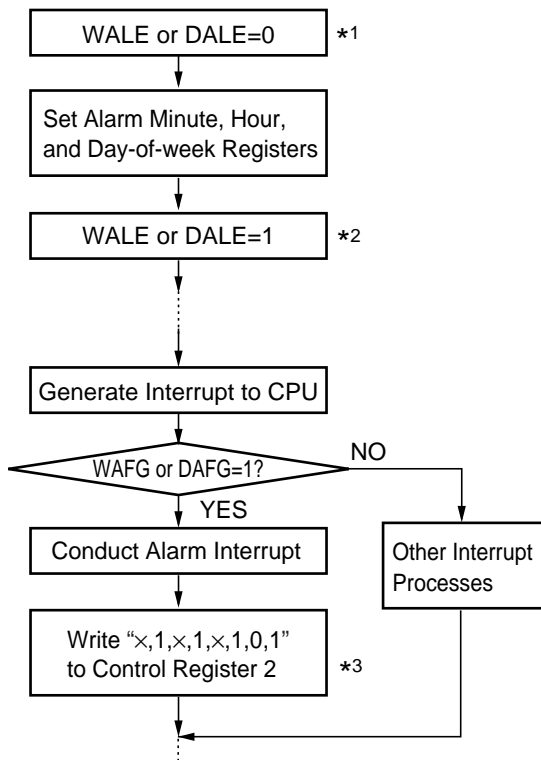 WALE or DALE=0
*1
Set Alarm Minute, Hour,
and Day-of-week Registers
WALE or DALE=1
*2
Generate Interrupt to CPU
WAFG or DAFG=1?
NO
YES
Conduct Alarm Interrupt
Other Interrupt
Processes
Write “×,1,×,1,×,1,0,1”
to Control Register 2
*3